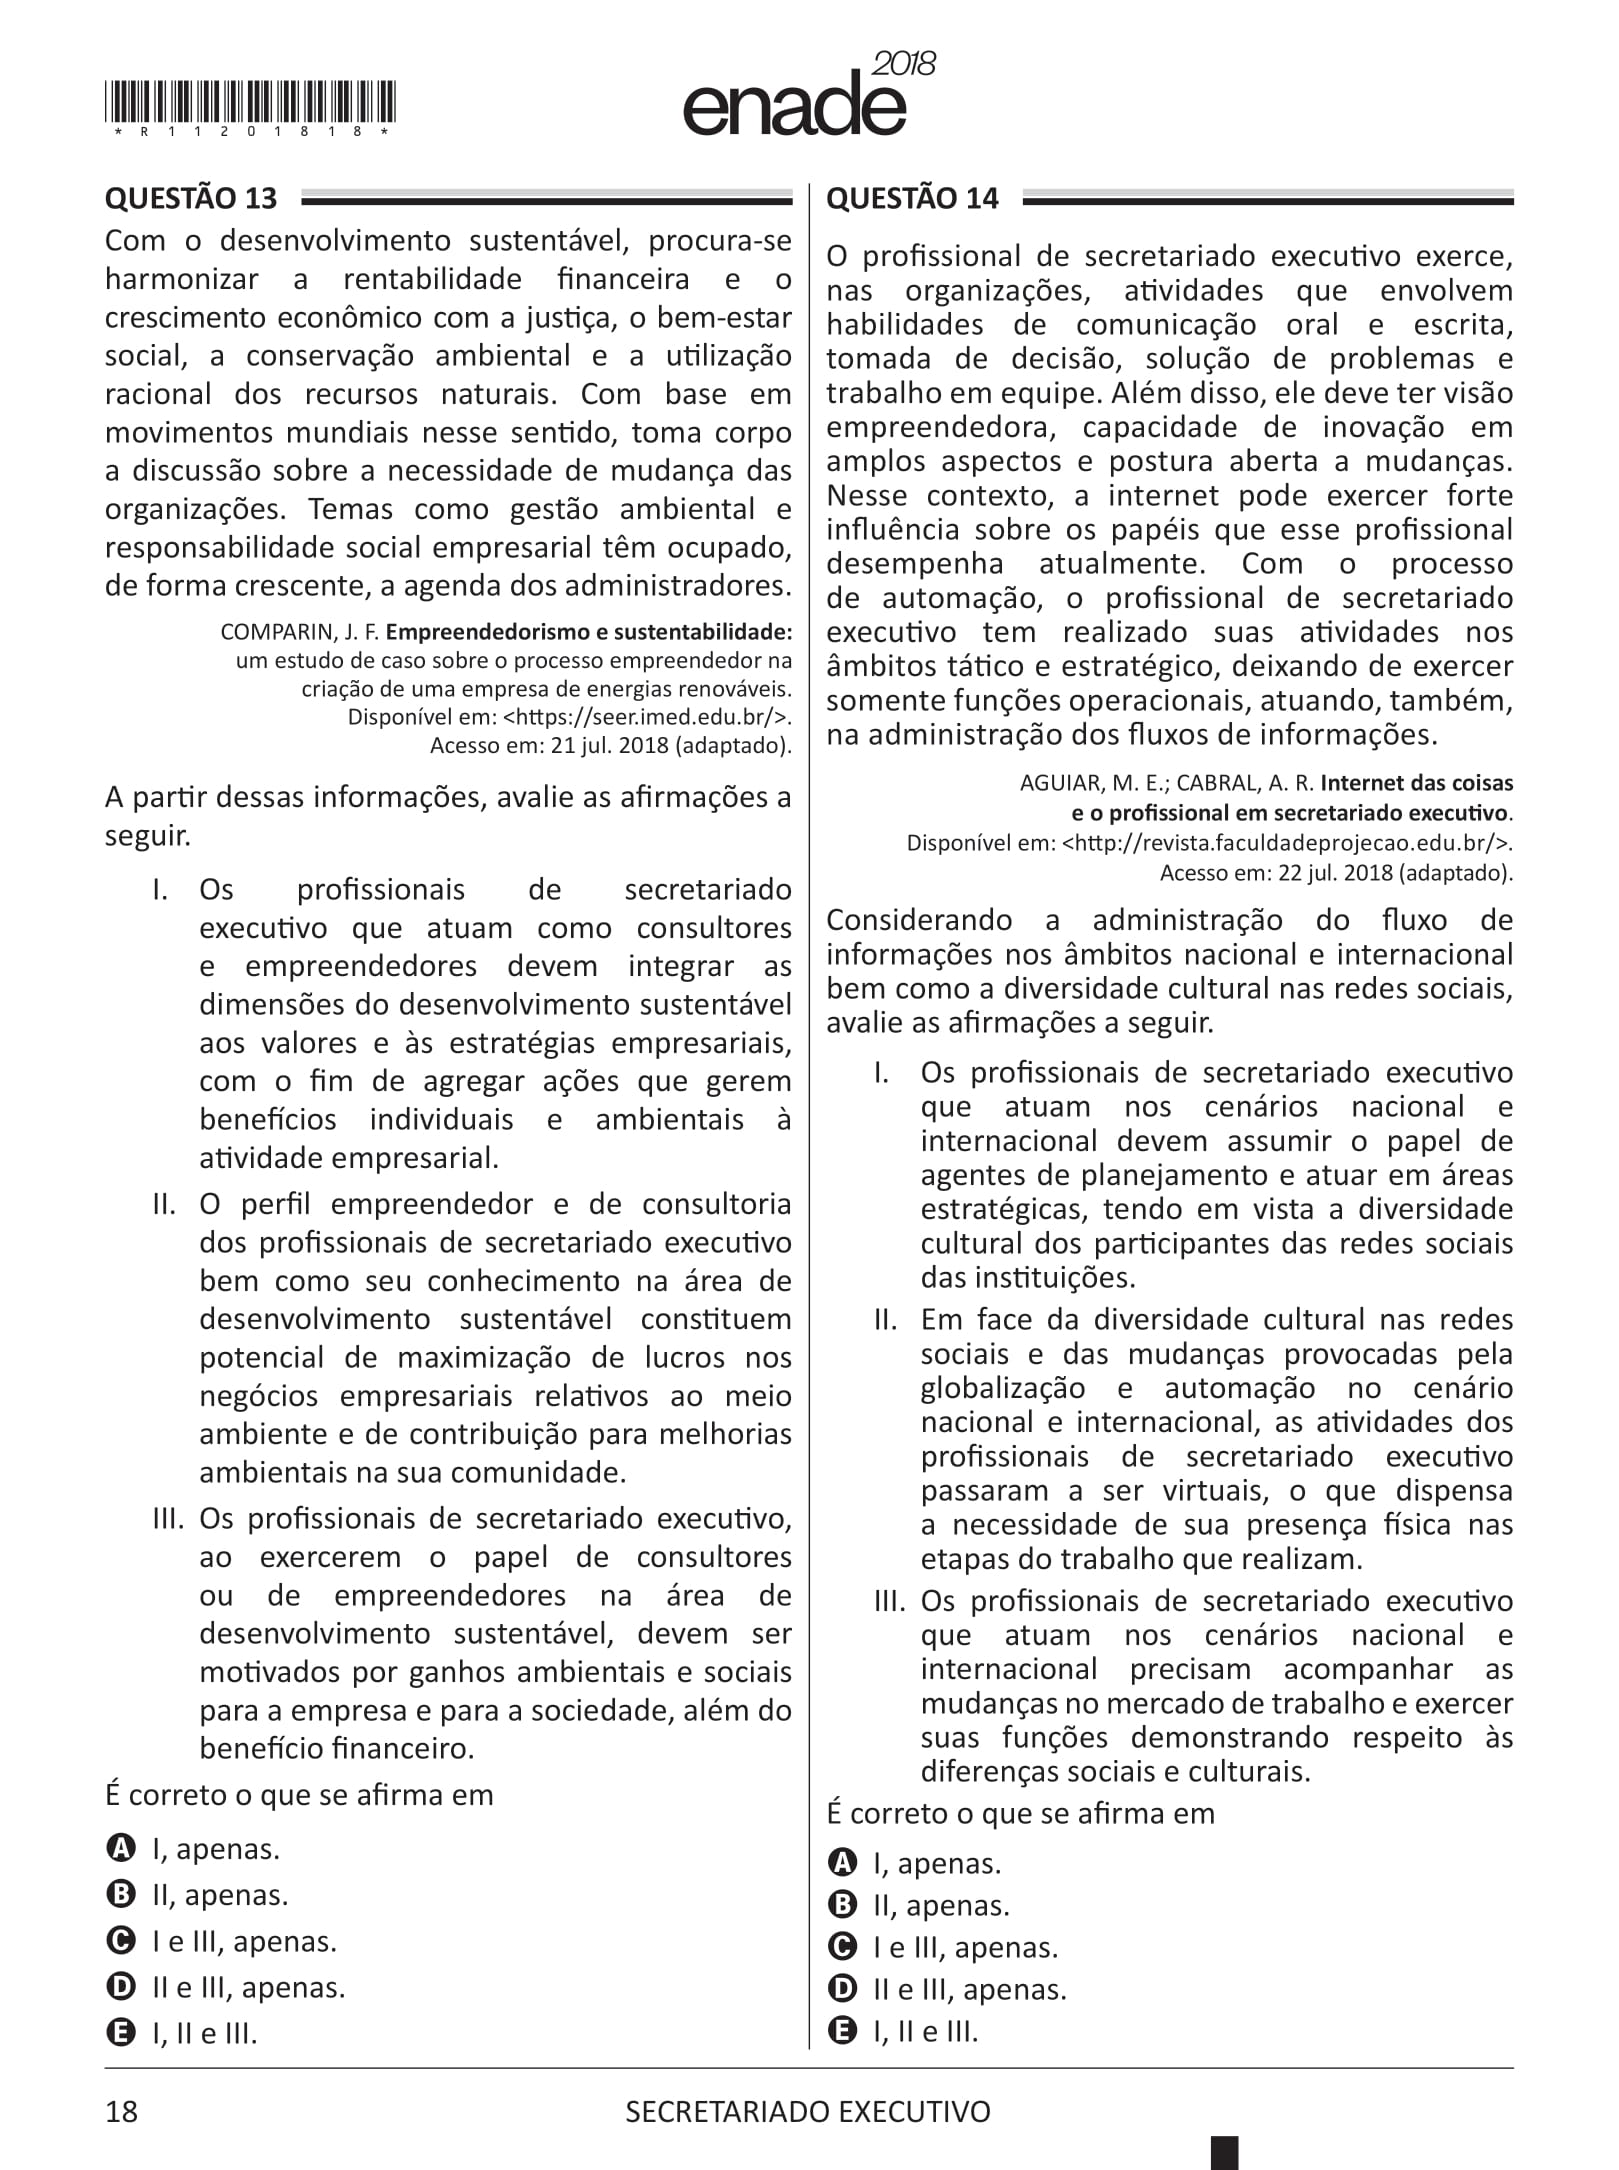 *R11201818*
enade 2018
QUESTÃO 13
Com o desenvolvimento sustentável, procura-se
harmonizar a rentabilidade financeira e o
crescimento econômico com a justiça, o bem-estar
social, a conservação ambiental e a utilização
racional dos recursos naturais. Com base em
movimentos mundiais nesse sentido, toma corpo
a discussão sobre a necessidade de mudança das
organizações. Temas como gestão ambiental e
responsabilidade social empresarial têm ocupado,
de forma crescente, a agenda dos administradores.
COMPARIN, J. F. Empreendedorismo e sustentabilidade:
um estudo de caso sobre o processo empreendedor na
criação de uma empresa de energias renováveis.
Disponível em: <https://seer.imed.edu.br/>.
Acesso em: 21 jul. 2018 (adaptado).
A partir dessas informações, avalie as afirmações a
seguir.
I. Os profissionais de secretariado
executivo que atuam como consultores
e empreendedores devem integrar as
dimensões do desenvolvimento sustentável
aos valores e às estratégias empresariais,
com o fim de agregar ações que gerem
benefícios individuais e ambientais à
atividade empresarial.
II. O perfil empreendedor e de consultoria
dos profissionais de secretariado executivo
bem como seu conhecimento na área de
desenvolvimento sustentável constituem
potencial de maximização de lucros nos
negócios empresariais relativos ao meio
ambiente e de contribuição para melhorias
ambientais na sua comunidade.
III. Os profissionais de secretariado executivo,
ao exercerem o papel de consultores
ou de empreendedores na área de
desenvolvimento sustentável, devem ser
motivados por ganhos ambientais e sociais
para a empresa e para a sociedade, além do
benefício financeiro.
É correto o que se afirma em
A I, apenas.
B II, apenas.
C I e III, apenas.
D II e III, apenas.
E I, II e III.
QUESTÃO 14
O profissional de secretariado executivo exerce,
nas organizações, atividades que envolvem
habilidades de comunicação oral e escrita,
tomada de decisão, solução de problemas e
trabalho em equipe. Além disso, ele deve ter visão
empreendedora, capacidade de inovação em
amplos aspectos e postura aberta a mudanças.
Nesse contexto, a internet pode exercer forte
influência sobre os papéis que esse profissional
desempenha atualmente. Com o processo
de automação, o profissional de secretariado
executivo tem realizado suas atividades nos
âmbitos tático e estratégico, deixando de exercer
somente funções operacionais, atuando, também,
na administração dos fluxos de informações.
AGUIAR, M. E.; CABRAL, A. R. Internet das coisas
e o profissional em secretariado executivo.
Disponível em: <http://revista.faculdadeprojecao.edu.br/>.
Acesso em: 22 jul. 2018 (adaptado).
Considerando a administração do fluxo de
informações nos âmbitos nacional e internacional
bem como a diversidade cultural nas redes sociais,
avalie as afirmações a seguir.
I. Os profissionais de secretariado executivo
que atuam nos cenários nacional e
internacional devem assumir o papel de
agentes de planejamento e atuar em áreas
estratégicas, tendo em vista a diversidade
cultural dos participantes das redes sociais
das instituições.
II. Em face da diversidade cultural nas redes
sociais e das mudanças provocadas pela
globalização e automação no cenário
nacional e internacional, as atividades dos
profissionais de secretariado executivo
passaram a ser virtuais, o que dispensa
a necessidade de sua presença física nas
etapas do trabalho que realizam.
III. Os profissionais de secretariado executivo
que atuam nos cenários nacional e
internacional precisam acompanhar as
mudanças no mercado de trabalho e exercer
suas funções demonstrando respeito às
diferenças sociais e culturais.
É correto o que se afirma em
A I, apenas.
B II, apenas.
C I e III, apenas.
D II e III, apenas.
E I, II e III.
18
SECRETARIADO EXECUTIVO